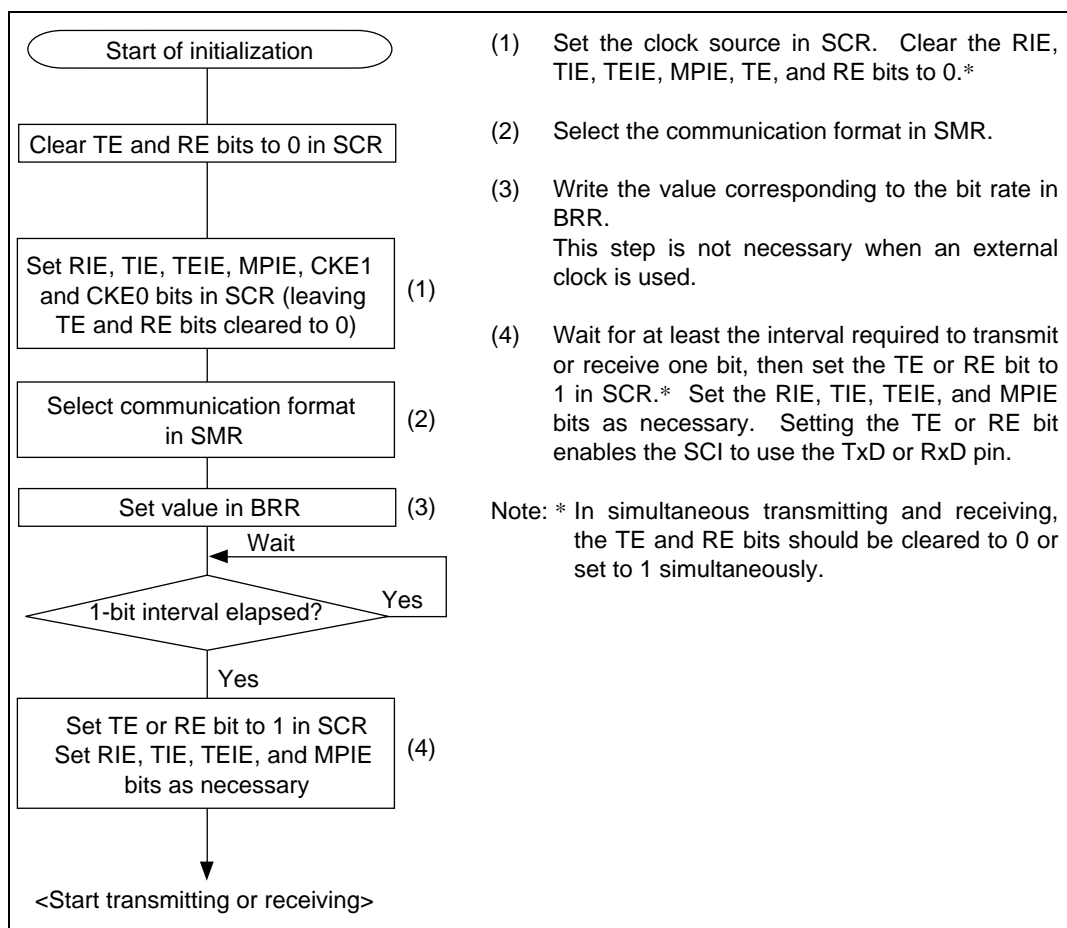 Start of initialization
Clear TE and RE bits to 0 in SCR
Set RIE, TIE, TEIE, MPIE, CKE1
and CKE0 bits in SCR (leaving
TE and RE bits cleared to 0)
(1)
Select communication format
in SMR
(2)
Set value in BRR
(3)
Wait
1-bit interval elapsed?
Yes
Yes
Set TE or RE bit to 1 in SCR
Set RIE, TIE, TEIE, and MPIE
bits as necessary
(4)
<Start transmitting or receiving>
(1) Set the clock source in SCR. Clear the RIE,
TIE, TEIE, MPIE, TE, and RE bits to 0.*
(2) Select the communication format in SMR.
(3) Write the value corresponding to the bit rate in
BRR.
This step is not necessary when an external
clock is used.
(4) Wait for at least the interval required to transmit
or receive one bit, then set the TE or RE bit to
1 in SCR.* Set the RIE, TIE, TEIE, and MPIE
bits as necessary. Setting the TE or RE bit
enables the SCI to use the TxD or RxD pin.
Note: * In simultaneous transmitting and receiving,
the TE and RE bits should be cleared to 0 or
set to 1 simultaneously.